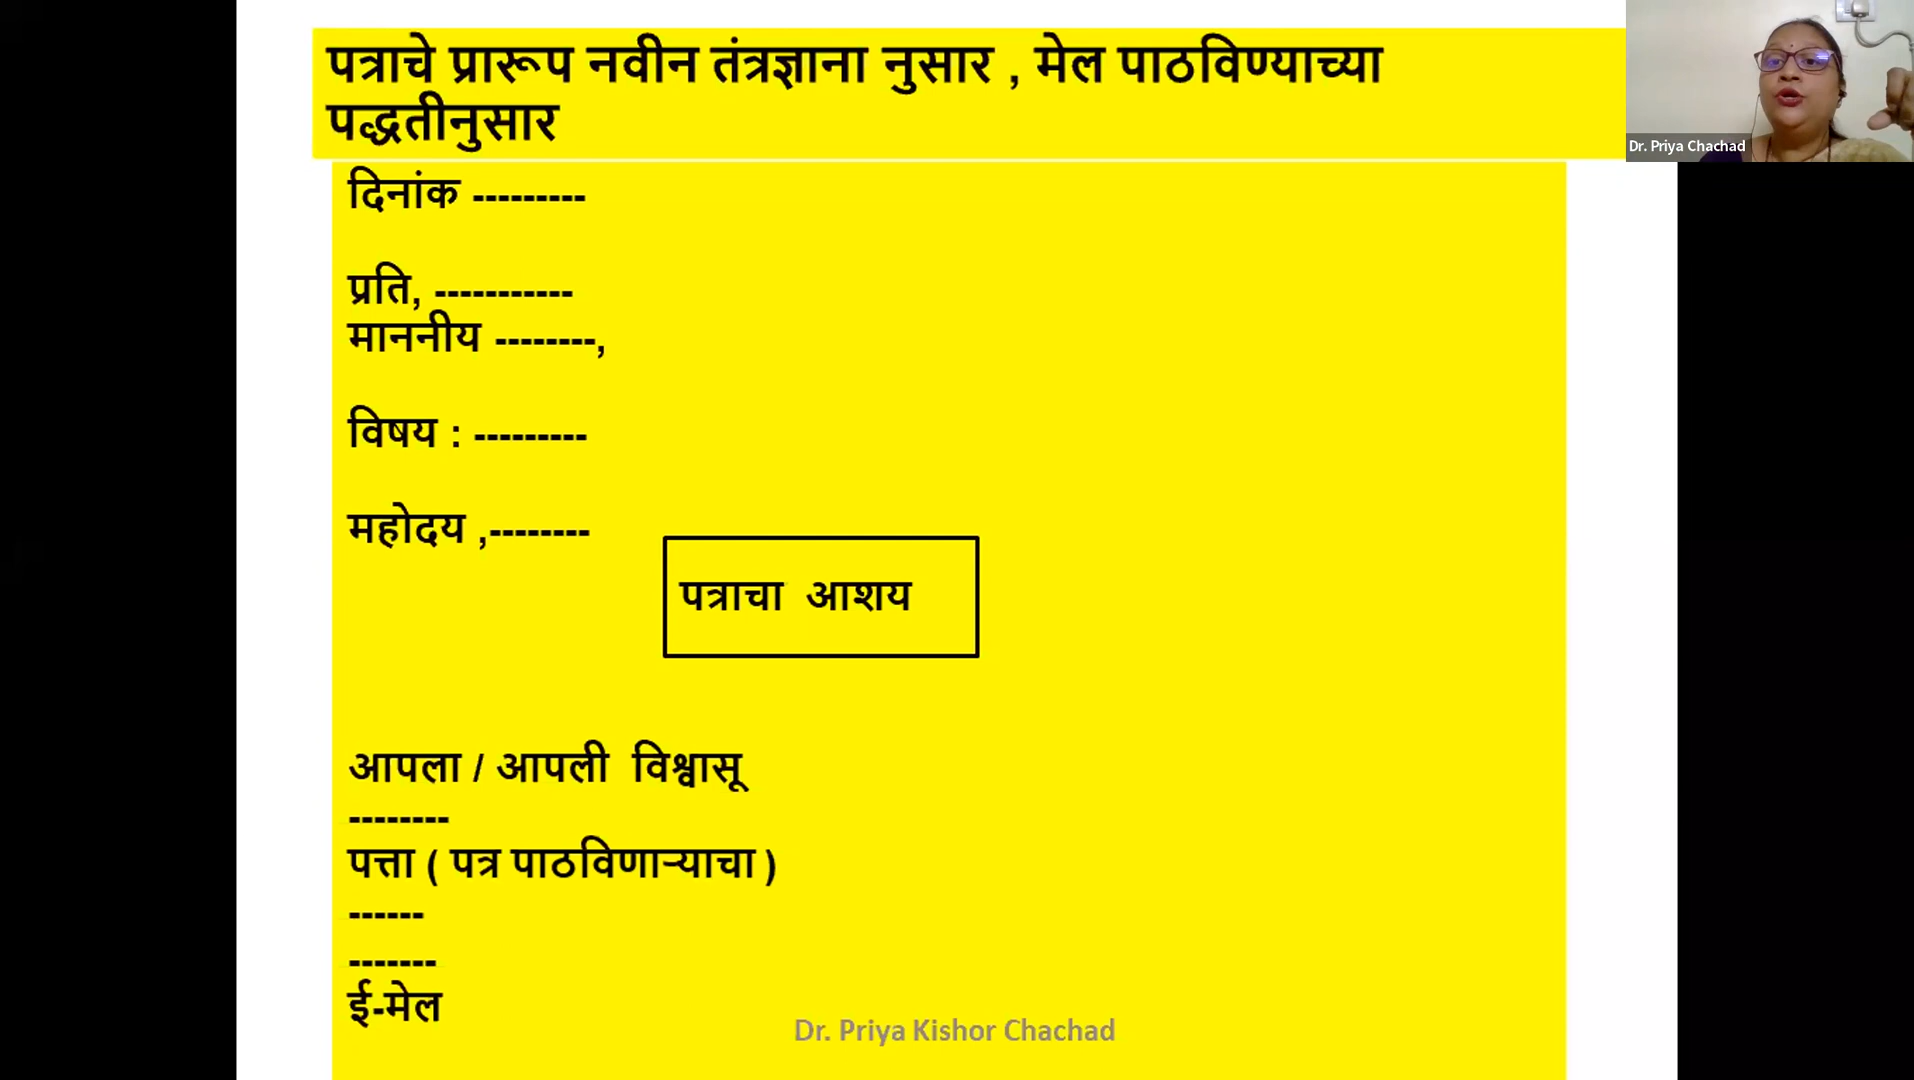 पत्राचे प्रारूप नवीन तंत्रज्ञाना नुसार , मेल पाठविण्याच्या
पद्धतीनुसार
Dr. Priya Chachad
दिनांक ---------
प्रति, -----------
माननीय --------,
विषय : ---------
महोदय ,--------
पत्राचा आशय
आपला / आपली विश्वासू
--------
पत्ता ( पत्र पाठविणाऱ्याचा )
------
-------
ई-मेल
Dr. Priya Kishor Chachad